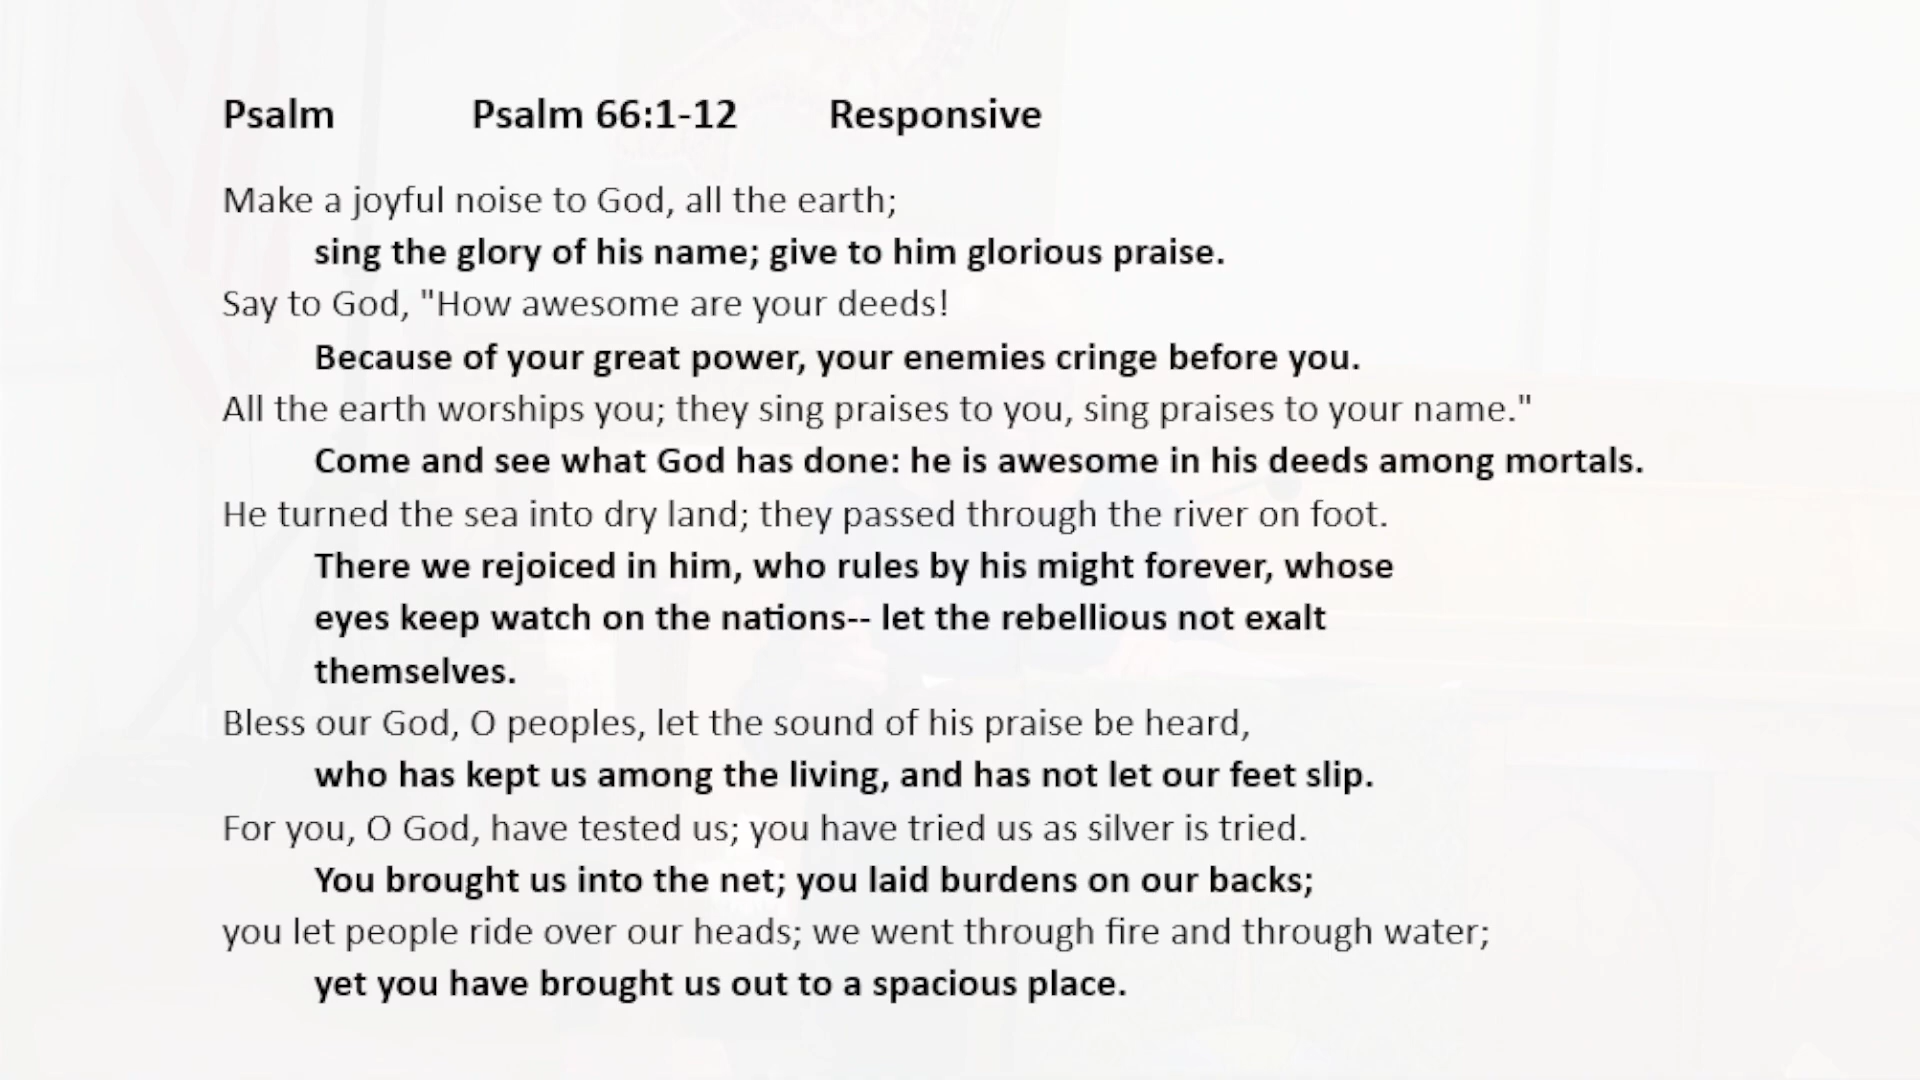 Psalm Psalm 66:1-12 Responsive
Make a joyful noise to God, all the earth;
sing the glory of his name; give to him glorious praise.
Say to God, "How awesome are your deeds!
Because of your great power, your enemies cringe before you.
All the earth worships you; they sing praises to you, sing praises to your name."
Come and see what God has done: he is awesome in his deeds among mortals.
He turned the sea into dry land; they passed through the river on foot.
There we rejoiced in him, who rules by his might forever, whose
eyes keep watch on the nations-- let the rebellious not exalt
themselves.
Bless our God, O peoples, let the sound of his praise be heard,
who has kept us among the living, and has not let our feet slip.
For you, O God, have tested us; you have tried us as silver is tried.
You brought us into the net; you laid burdens on our backs;
you let people ride over our heads; we went through fire and through water;
yet you have brought us out to a spacious place.